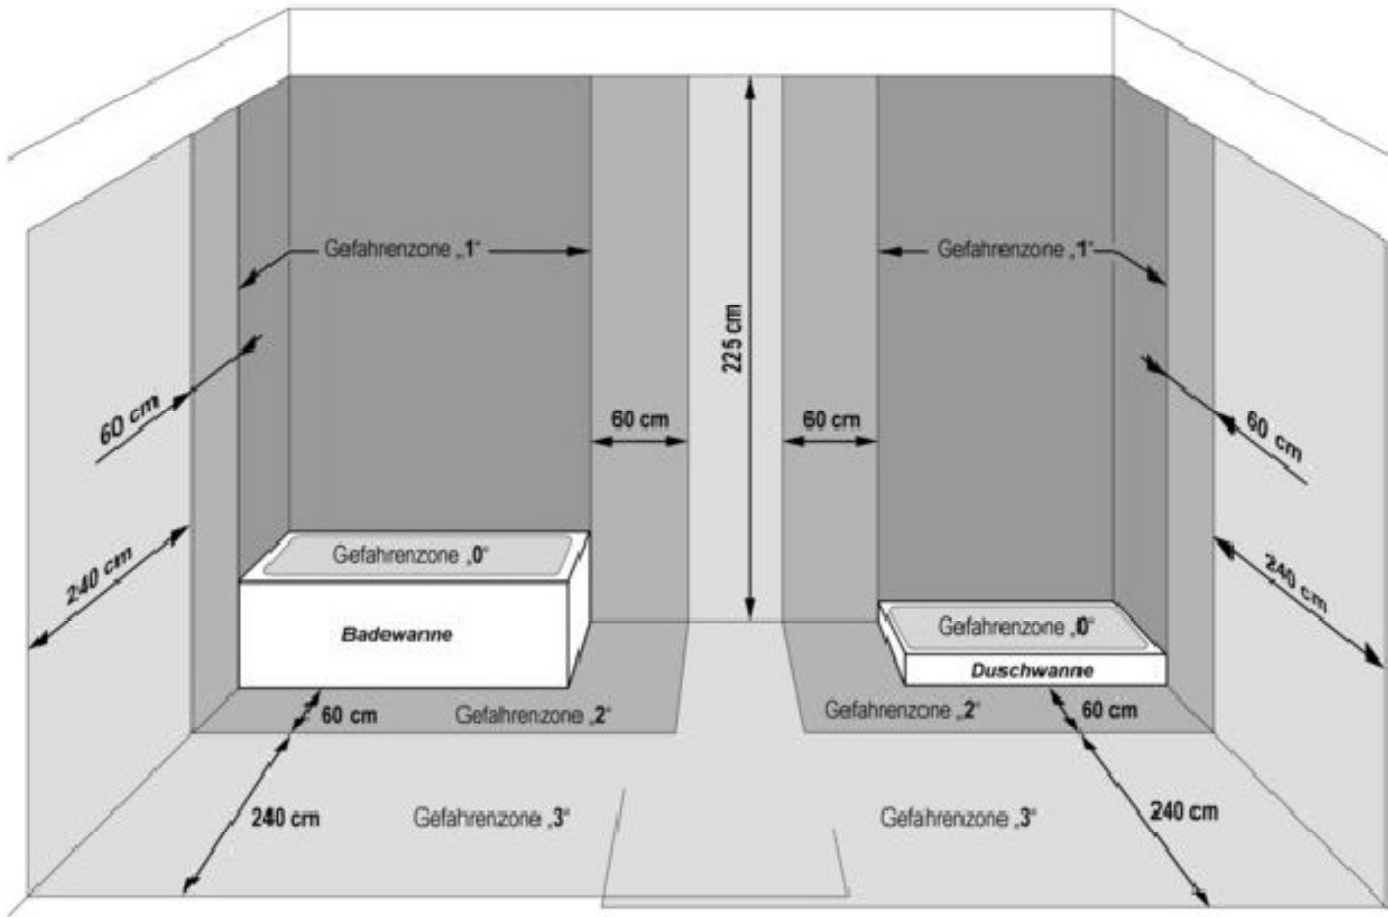 Gefahrenzone „1“
Gefahrenzone „1“
225 cm
60 cm
60 cm
60 cm
60 cm
240 cm
240 cm
Gefahrenzone „0“
Badewanne
Gefahrenzone „0“
Duschwanne
60 cm
Gefahrenzone „2“
Gefahrenzone „2“
60 cm
240 cm
Gefahrenzone „3“
Gefahrenzone „3“
240 cm